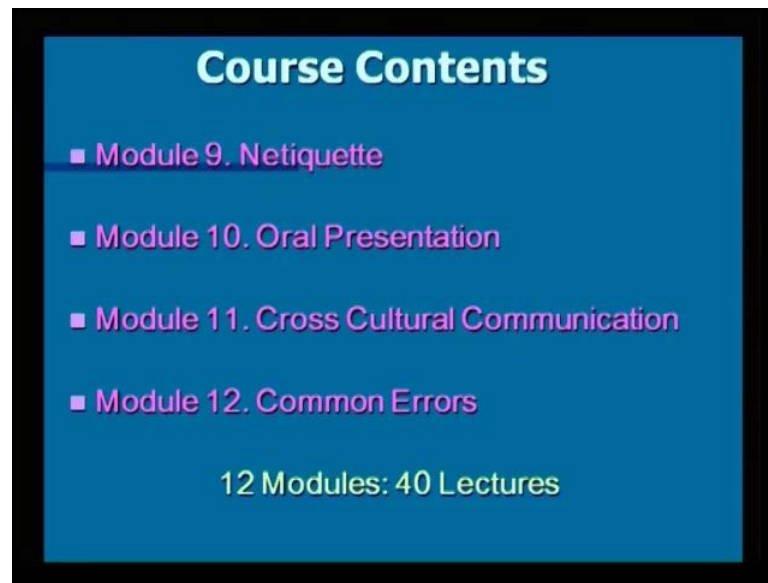 Course Contents
Module 9. Netiquette
Module 10. Oral Presentation
Module 11. Cross Cultural Communication
Module 12. Common Errors
12 Modules: 40 Lectures